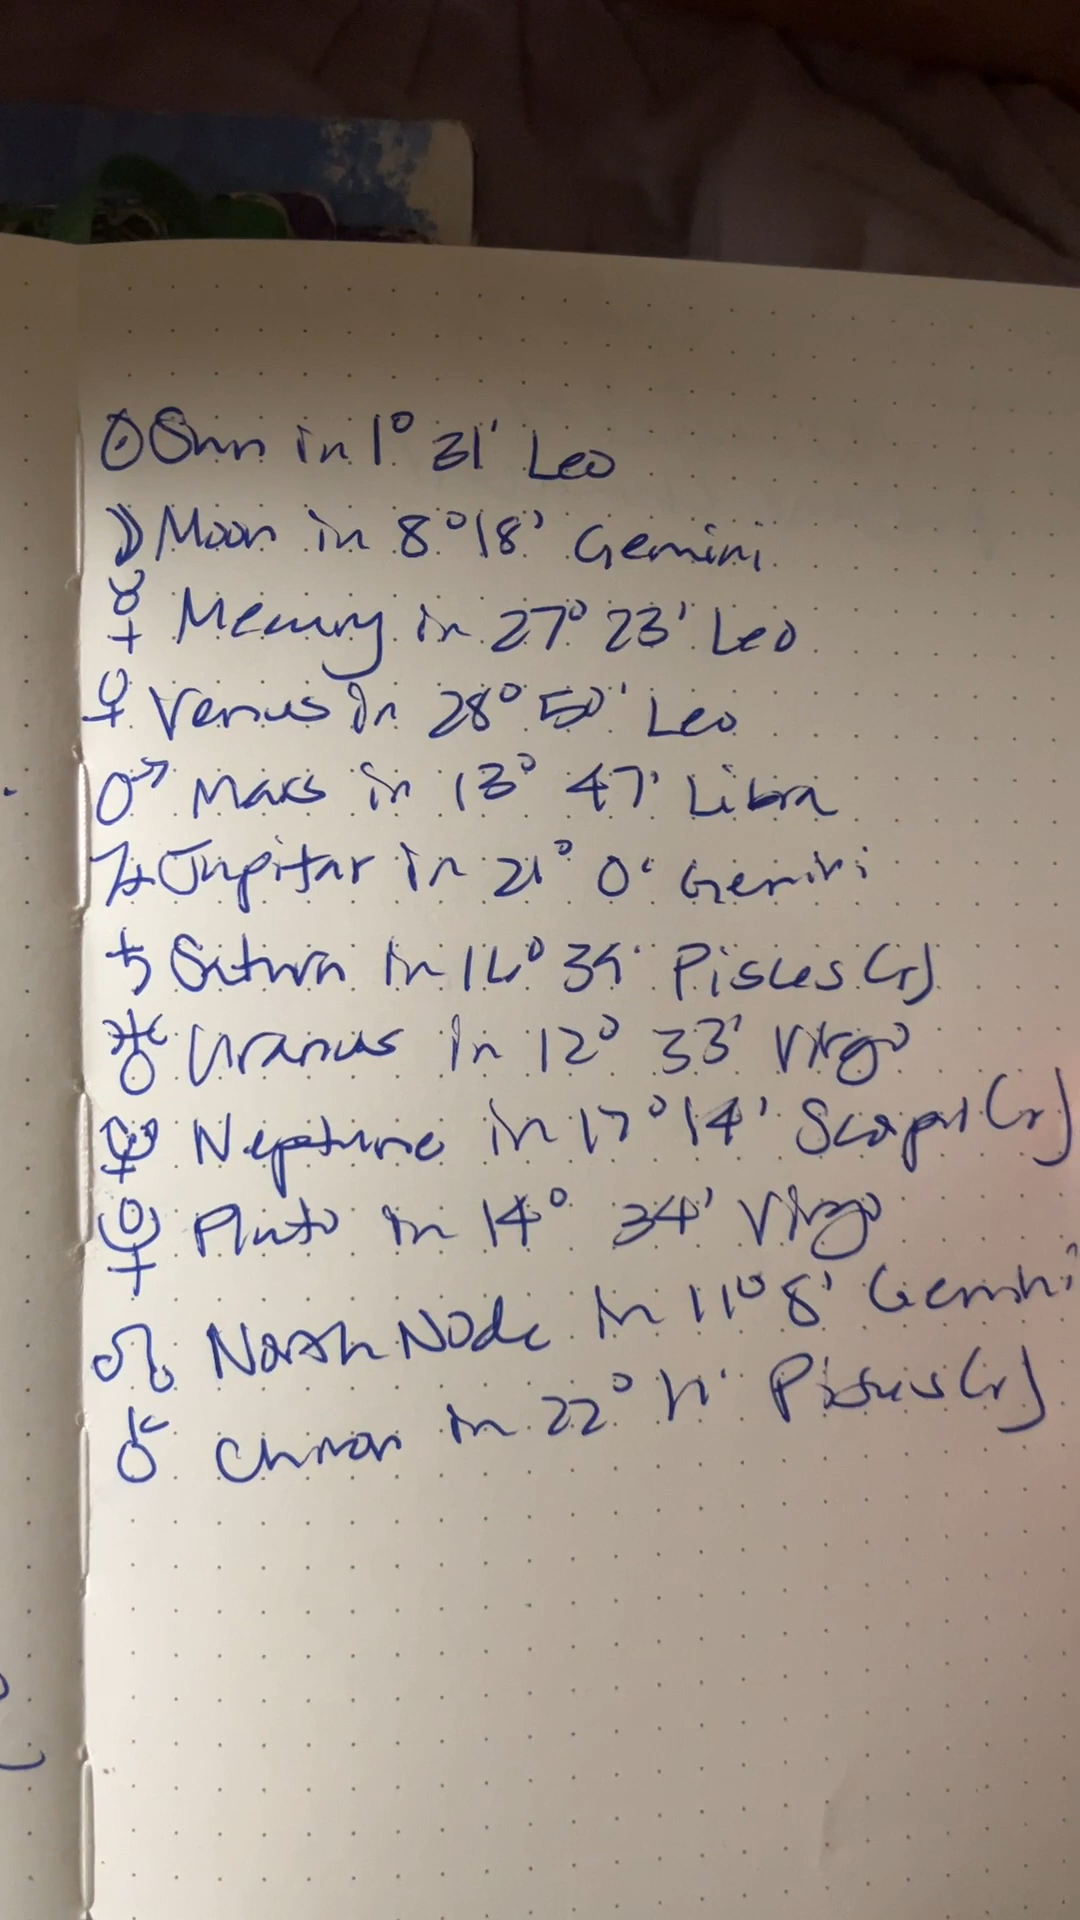 ☉ Sun in 1° 31' Leo
☽ Moon in 8° 18' Gemini
☿ Mercury in 27° 23' Leo
♀ Venus in 28° 50' Leo
♂ Mars in 13° 47' Libra
♃ Jupitar in 21° 0' Gemini
♄ Saturn in 16° 39' Pisces (r)
♅ Uranus in 12° 33' Virgo
♆ Neptune in 17° 14' Scorpio (r)
♇ Pluto in 14° 34' Virgo
☊ North Node in 11° 8' Gemini
⚷ Chiron in 22° 11' Pisces (r)